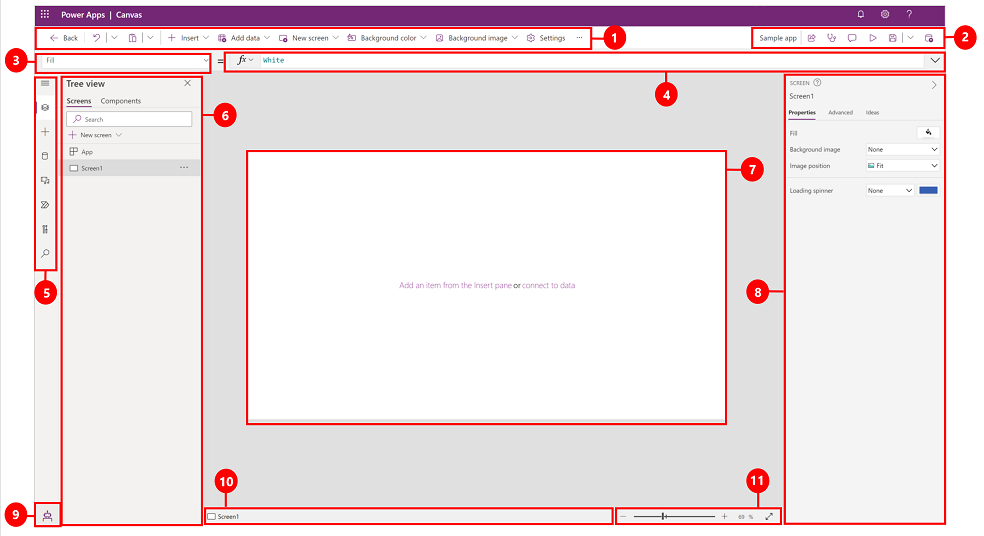 Power Apps | Canvas ?
Back Insert Add data New screen Background color Background image Settings ... 1
Sample app 2
3 Fill = fx White
4
Tree view
Screens Components
Search
New screen
App
Screen1 ...
5
6
Add an item from the Insert pane or connect to data
7
SCREEN ?
Screen1
Properties Advanced Ideas
Fill
Background image None
Image position Fit
Loading spinner None
8
9
10
Screen1
11
69 %